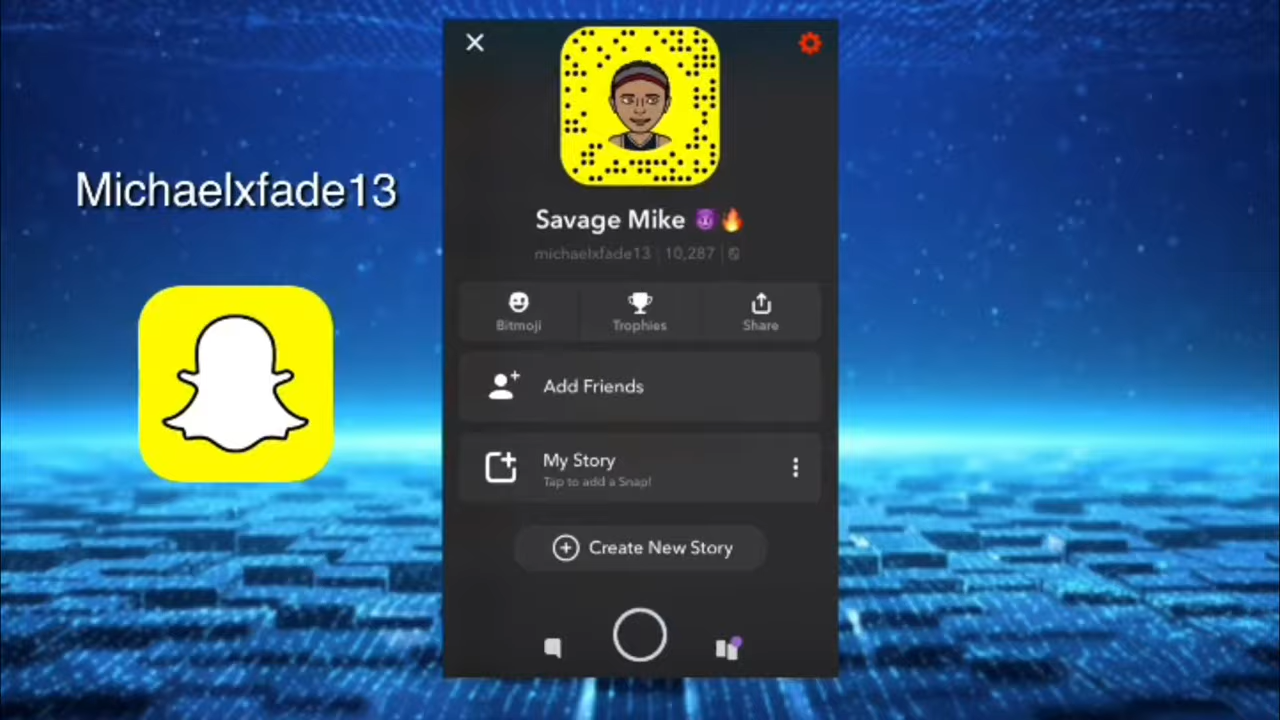 Michaelxfade13
Savage Mike 😈🔥
michaelxfade13 | 10,287
Bitmoji
Trophies
Share
Add Friends
My Story
Tap to add a Snap!
Create New Story